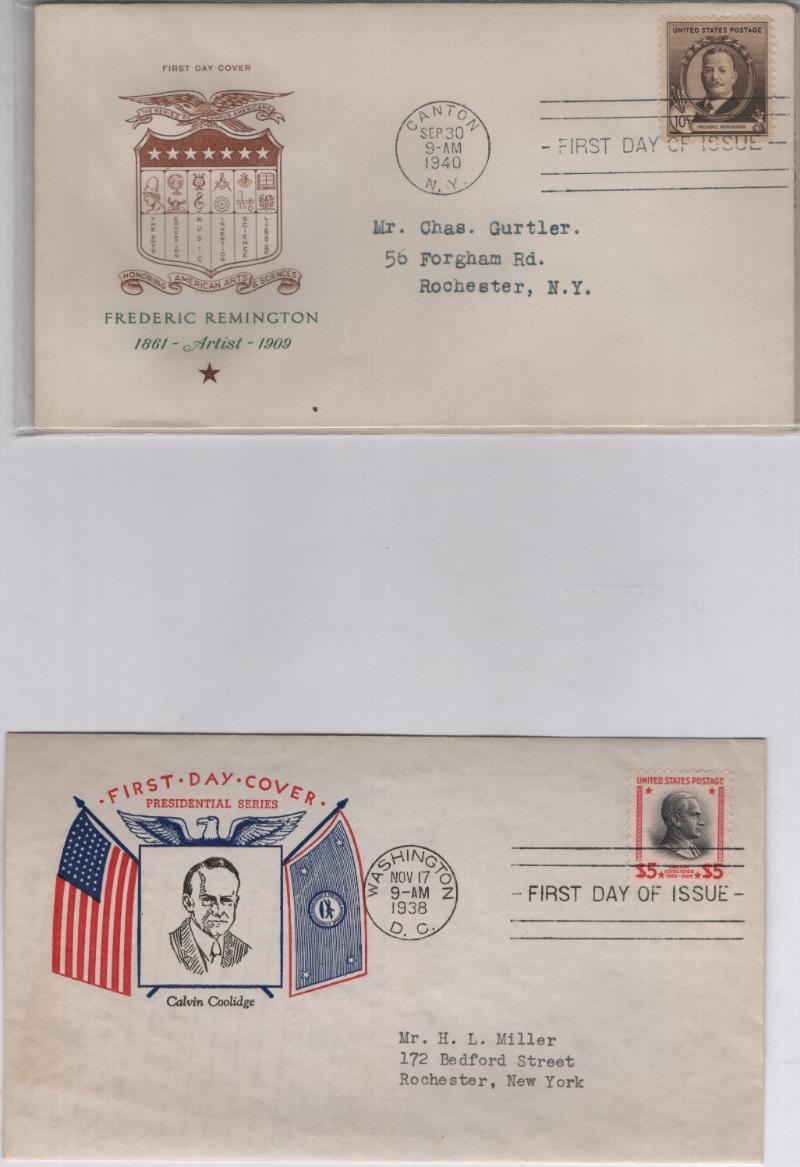 FIRST DAY COVER
THE SERIES OF FAMOUS AMERICANS
THE ARTS
EDUCATION
MUSIC
INVENTION
SCIENCE
HONORING AMERICAN ARTS & SCIENCES
FREDERIC REMINGTON
1861 - Artist - 1909
CANTON
SEP 30
9-AM
1940
N.Y.
UNITED STATES POSTAGE
10¢
FREDERIC REMINGTON
- FIRST DAY OF ISSUE -
Mr. Chas. Gurtler.
56 Forgham Rd.
Rochester, N.Y.
·FIRST·DAY·COVER·
PRESIDENTIAL SERIES
Calvin Coolidge
WASHINGTON
NOV 17
9-AM
1938
D. C.
UNITED STATES POSTAGE
$5 CALVIN COOLIDGE $5
1923-1929
- FIRST DAY OF ISSUE -
Mr. H. L. Miller
172 Bedford Street
Rochester, New York